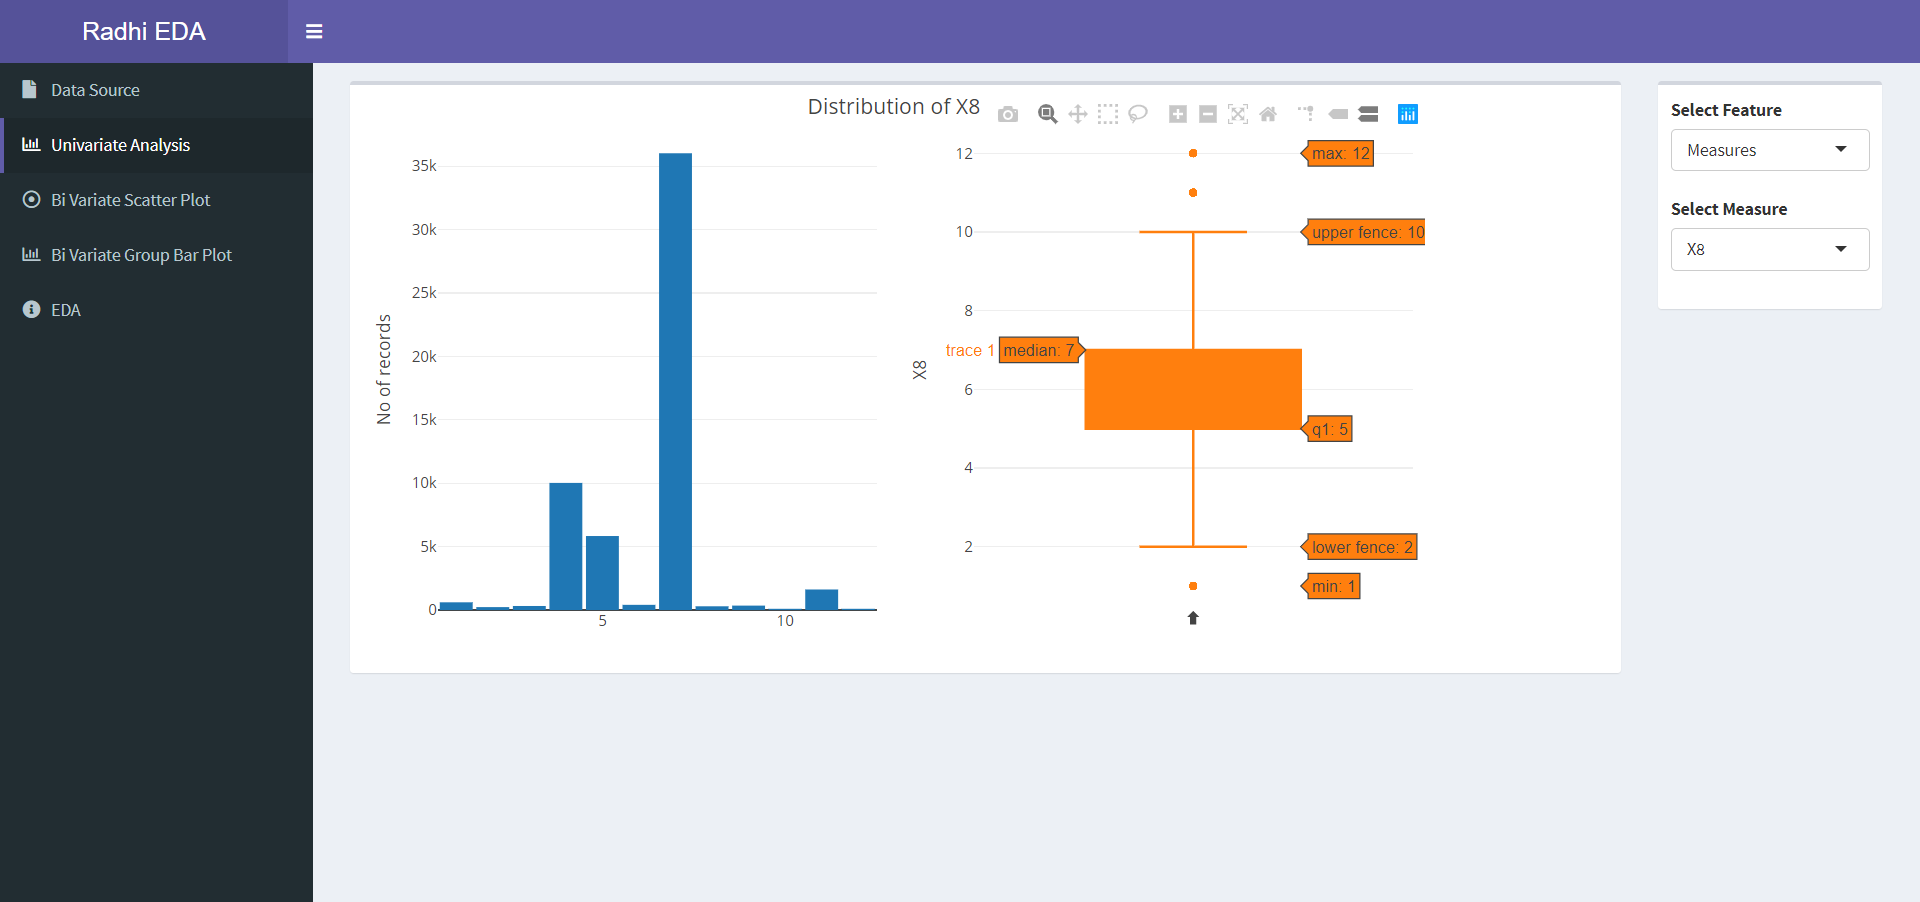 Radhi EDA
Data Source
Univariate Analysis
Bi Variate Scatter Plot
Bi Variate Group Bar Plot
EDA
Distribution of X8
No of records
35k
30k
25k
20k
15k
10k
5k
0
5
10
X8
12
10
8
6
4
2
max: 12
upper fence: 10
trace 1
median: 7
q1: 5
lower fence: 2
min: 1
Select Feature
Measures
Select Measure
X8